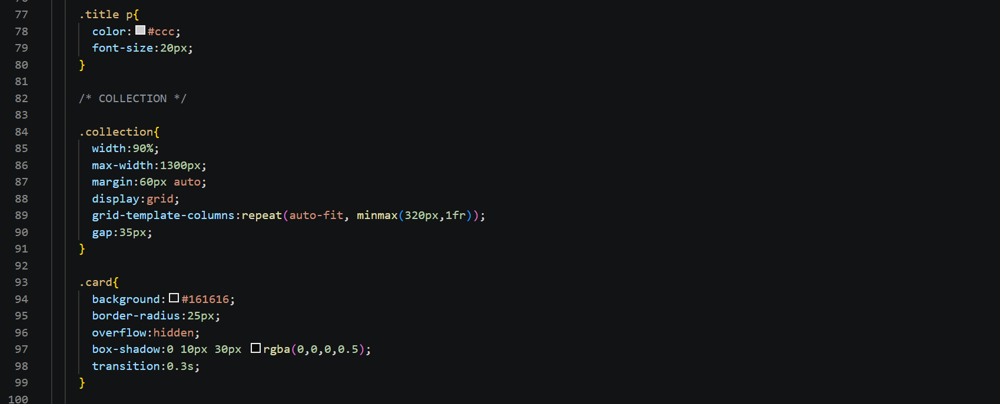 77 .title p{
78 color: #ccc;
79 font-size:20px;
80 }
81
82 /* COLLECTION */
83
84 .collection{
85 width:90%;
86 max-width:1300px;
87 margin:60px auto;
88 display:grid;
89 grid-template-columns:repeat(auto-fit, minmax(320px,1fr));
90 gap:35px;
91 }
92
93 .card{
94 background: #161616;
95 border-radius:25px;
96 overflow:hidden;
97 box-shadow:0 10px 30px rgba(0,0,0,0.5);
98 transition:0.3s;
99 }
100